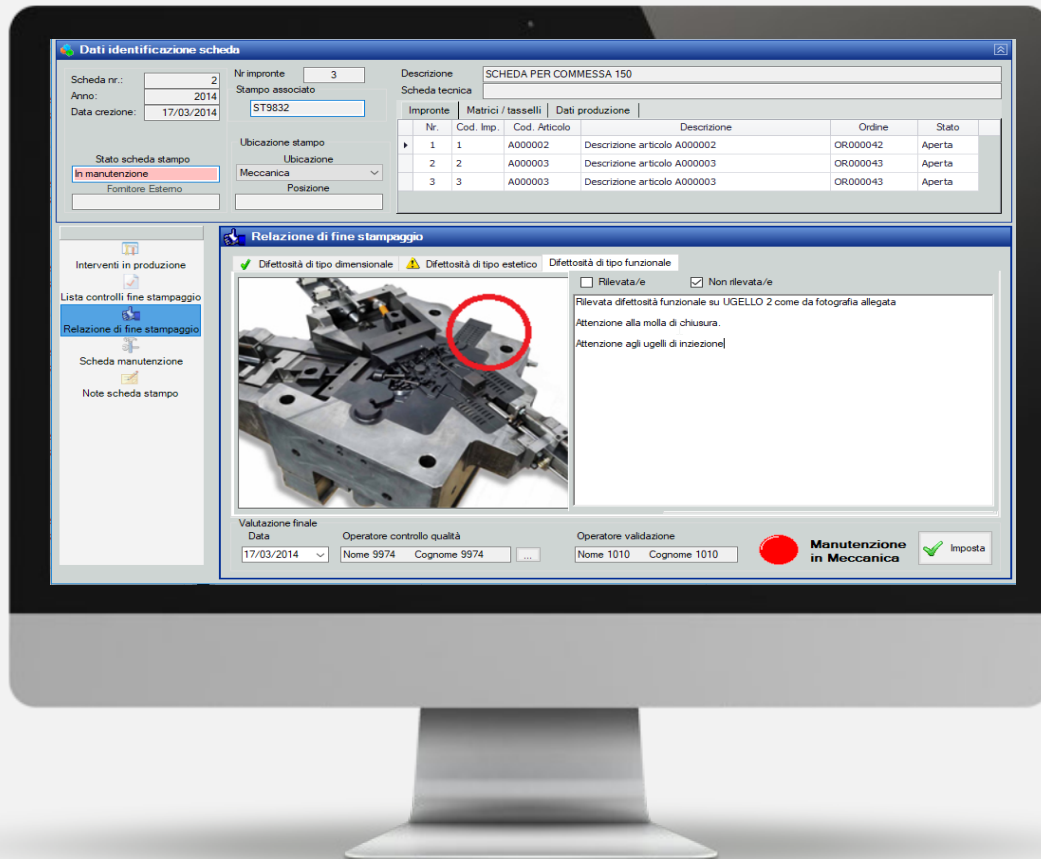 Dati identificazione scheda
Scheda nr.: 2
Anno: 2014
Data crezione: 17/03/2014
Nr impronte 3
Stampo associato
ST9832
Descrizione SCHEDA PER COMMESSA 150
Scheda tecnica
Impronte Matrici / tasselli Dati produzione
Nr. Cod. Imp. Cod. Articolo Descrizione Ordine Stato
1 1 A000002 Descrizione articolo A000002 OR000042 Aperta
2 2 A000003 Descrizione articolo A000003 OR000043 Aperta
3 3 A000003 Descrizione articolo A000003 OR000043 Aperta
Stato scheda stampo
In manutenzione
Fornitore Esterno
Ubicazione stampo
Ubicazione
Meccanica
Posizione
Interventi in produzione
Lista controlli fine stampaggio
Relazione di fine stampaggio
Scheda manutenzione
Note scheda stampo
Relazione di fine stampaggio
Difettosità di tipo dimensionale Difettosità di tipo estetico Difettosità di tipo funzionale
Rilevata/e Non rilevata/e
Rilevata difettosità funzionale su UGELLO 2 come da fotografia allegata
Attenzione alla molla di chiusura.
Attenzione agli ugelli di inziezione
Valutazione finale
Data Operatore controllo qualità Operatore validazione
17/03/2014 Nome 9974 Cognome 9974 ... Nome 1010 Cognome 1010
Manutenzione
in Meccanica
Imposta